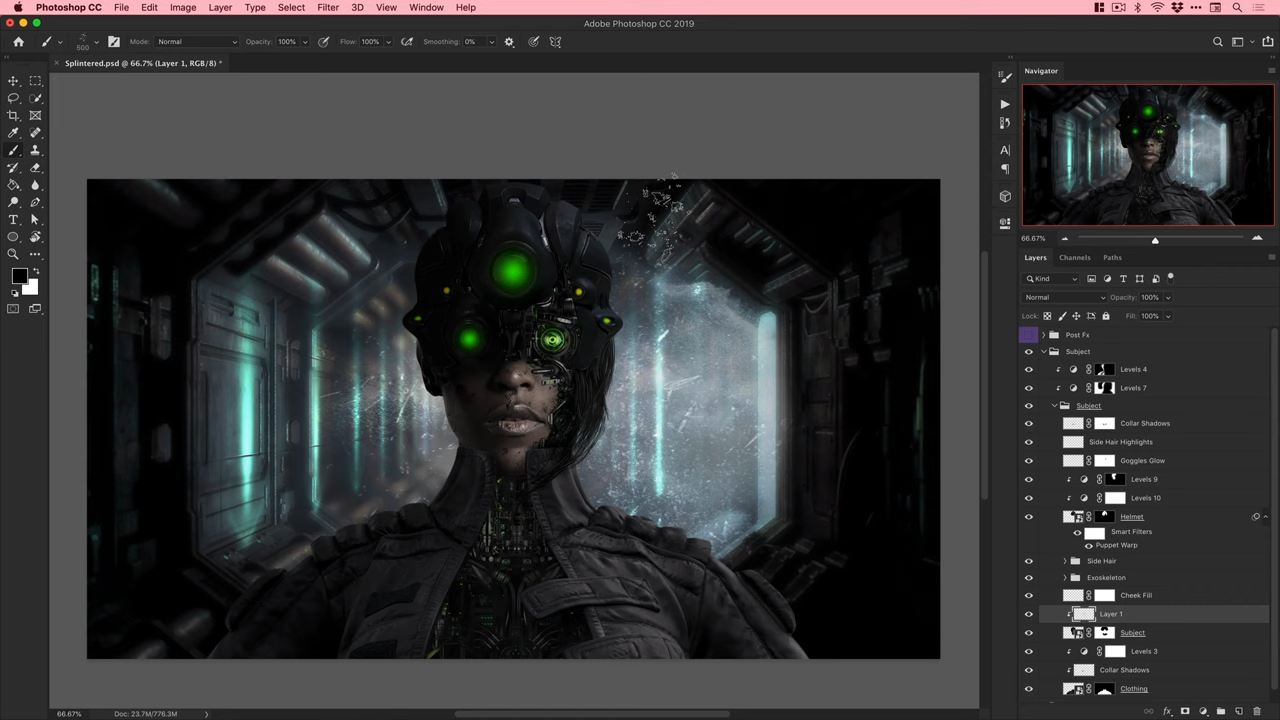 Photoshop CC File Edit Image Layer Type Select Filter 3D View Window Help
Adobe Photoshop CC 2019
500 Mode: Normal Opacity: 100% Flow: 100% Smoothing: 0%
Splintered.psd @ 66.7% (Layer 1, RGB/8) *
Navigator
66.67%
Layers Channels Paths
Kind
Normal Opacity: 100%
Lock: Fill: 100%
Post Fx
Subject
Levels 4
Levels 7
Subject
Collar Shadows
Side Hair Highlights
Goggles Glow
Levels 9
Levels 10
Helmet
Smart Filters
Puppet Warp
Side Hair
Exoskeleton
Cheek Fill
Layer 1
Subject
Levels 3
Collar Shadows
Clothing
66.67% Doc: 23.7M/776.3M